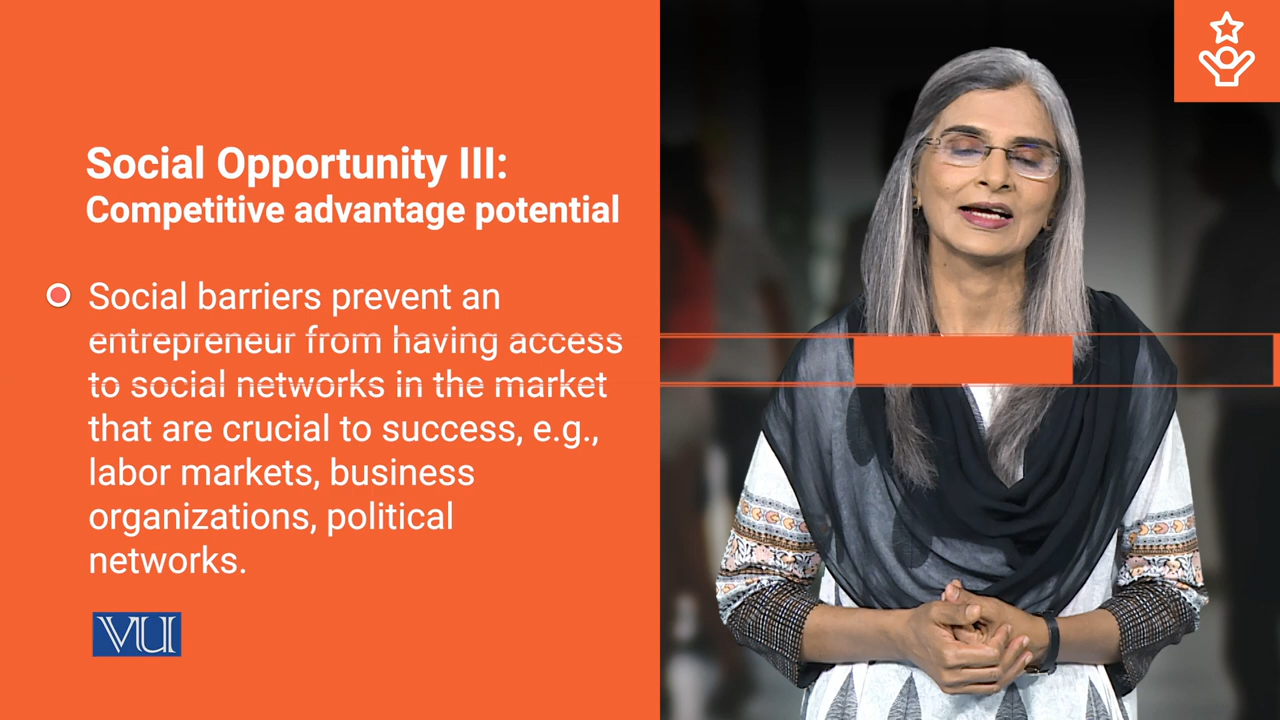 Social Opportunity III:
Competitive advantage potential
Social barriers prevent an
entrepreneur from having access
to social networks in the market
that are crucial to success, e.g.,
labor markets, business
organizations, political
networks.
VU